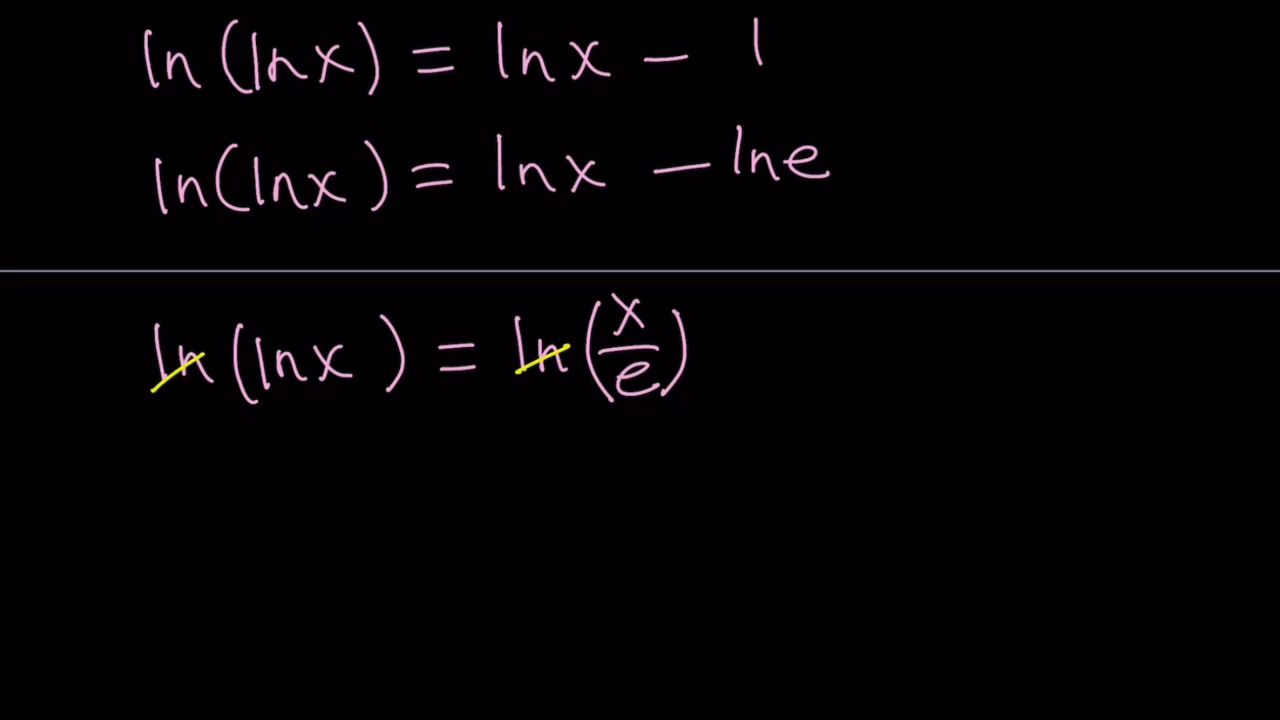 ln(lnx) = lnx - 1
ln(lnx) = lnx - lne
ln(lnx) = ln(x/e)